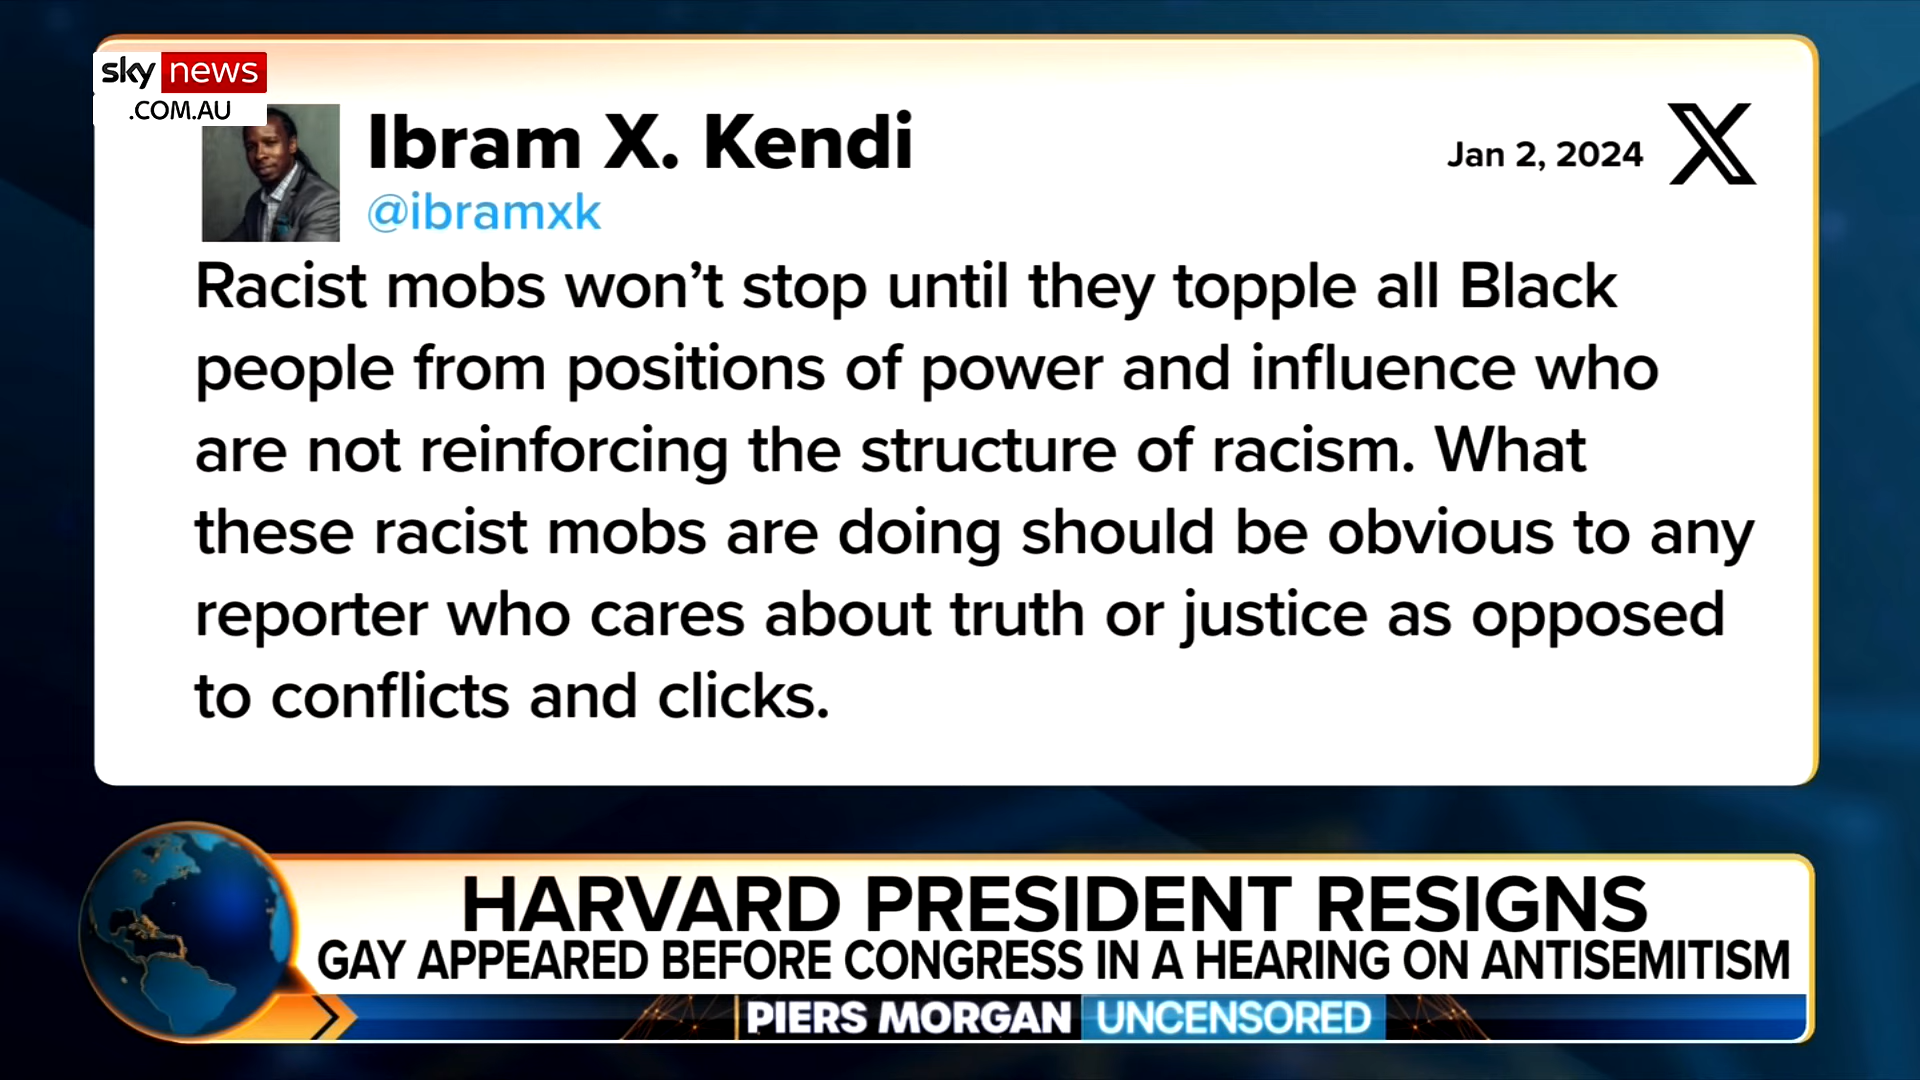 sky news
.COM.AU
Ibram X. Kendi
@ibramxk
Jan 2, 2024 X
Racist mobs won’t stop until they topple all Black
people from positions of power and influence who
are not reinforcing the structure of racism. What
these racist mobs are doing should be obvious to any
reporter who cares about truth or justice as opposed
to conflicts and clicks.
HARVARD PRESIDENT RESIGNS
GAY APPEARED BEFORE CONGRESS IN A HEARING ON ANTISEMITISM
PIERS MORGAN UNCENSORED